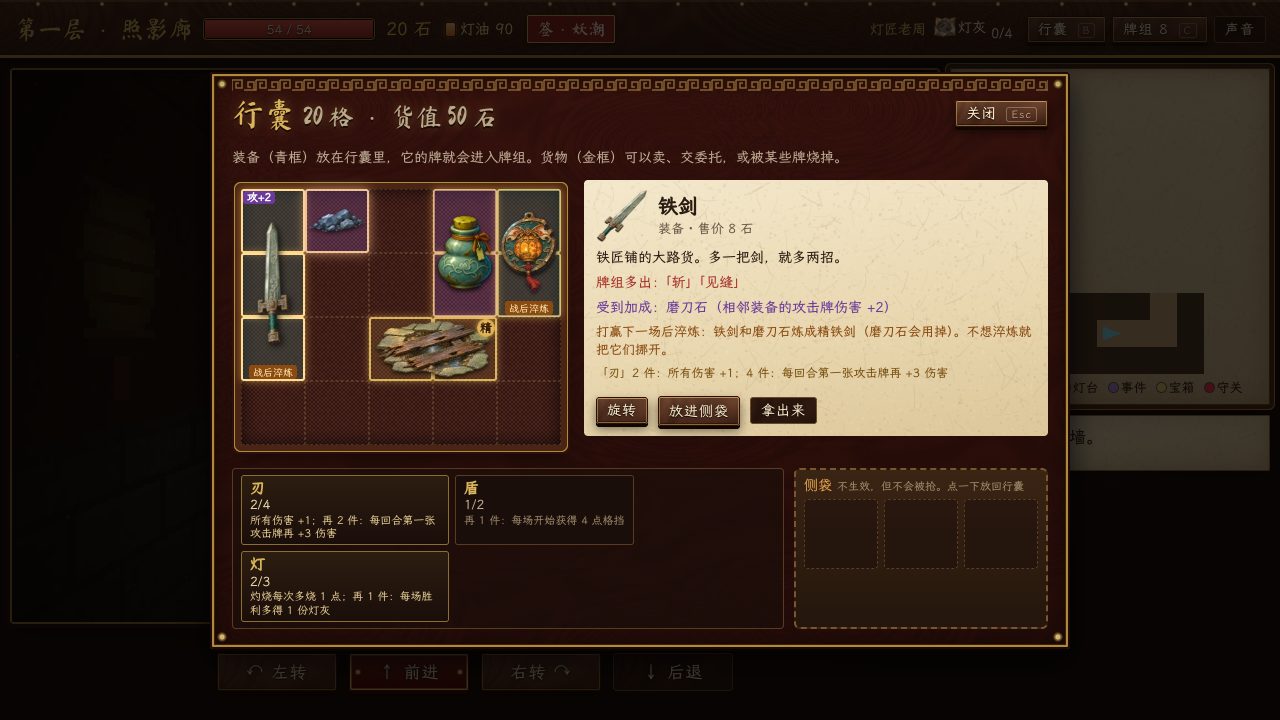 第一层 · 照影廊
54 / 54
20 石
灯油 90
签 · 妖潮
灯匠老周
灯灰 0/4
行囊 B
牌组 8 C
声音
行囊 20 格 · 货值 50 石
关闭 Esc
装备（青框）放在行囊里，它的牌就会进入牌组。货物（金框）可以卖、交委托，或被某些牌烧掉。
攻+2
战后淬炼
战后淬炼
精
铁剑
装备 · 售价 8 石
铁匠铺的大路货。多一把剑，就多两招。
牌组多出：「斩」「见缝」
受到加成：磨刀石（相邻装备的攻击牌伤害 +2）
打赢下一场后淬炼：铁剑和磨刀石炼成精铁剑（磨刀石会用掉）。不想淬炼就
把它们挪开。
「刃」2 件：所有伤害 +1；4 件：每回合第一张攻击牌再 +3 伤害
旋转
放进侧袋
拿出来
灯台
事件
宝箱
守关
墙。
刃
2/4
所有伤害 +1；再 2 件：每回合第一张
攻击牌再 +3 伤害
盾
1/2
再 1 件：每场开始获得 4 点格挡
灯
2/3
灼烧每次多烧 1 点；再 1 件：每场胜
利多得 1 份灯灰
侧袋 不生效，但不会被抢。点一下放回行囊
左转
↑ 前进
右转
↓ 后退